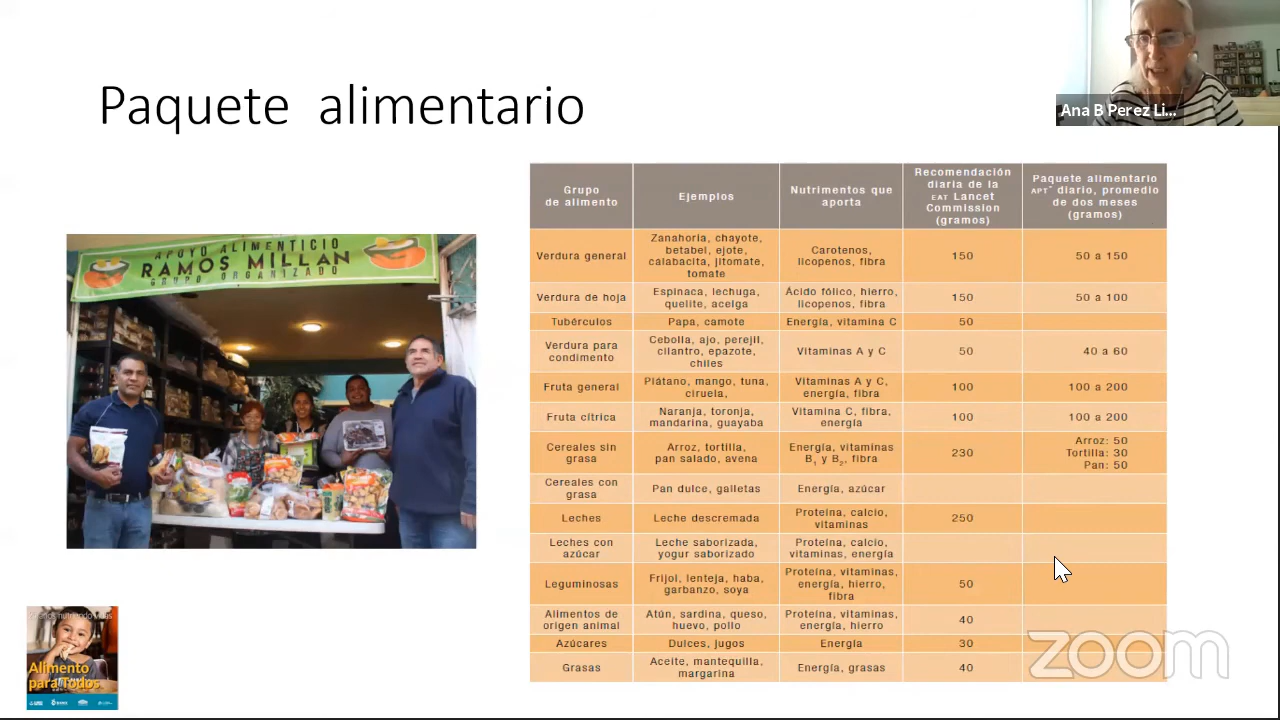 Paquete alimentario
Ana B Perez Li...
APOYO ALIMENTICIO
RAMOS MILLAN
GRUPO ORGANIZADO
Grupo
de alimento
Ejemplos
Nutrimentos que
aporta
Recomendación
diaria de la
EAT Lancet
Commission
(gramos)
Paquete alimentario
APT* diario, promedio
de dos meses
(gramos)
Verdura general
Zanahoria, chayote,
betabel, ejote,
calabacita, jitomate,
tomate
Carotenos,
licopenos, fibra
150
50 a 150
Verdura de hoja
Espinaca, lechuga,
quelite, acelga
Ácido fólico, hierro,
licopenos, fibra
150
50 a 100
Tubérculos
Papa, camote
Energía, vitamina C
50
Verdura para
condimento
Cebolla, ajo, perejil,
cilantro, epazote,
chiles
Vitaminas A y C
50
40 a 60
Fruta general
Plátano, mango, tuna,
ciruela,
Vitaminas A y C,
energía, fibra
100
100 a 200
Fruta cítrica
Naranja, toronja,
mandarina, guayaba
Vitamina C, fibra,
energía
100
100 a 200
Cereales sin
grasa
Arroz, tortilla,
pan salado, avena
Energía, vitaminas
B1 y B2, fibra
230
Arroz: 50
Tortilla: 30
Pan: 50
Cereales con
grasa
Pan dulce, galletas
Energía, azúcar
Leches
Leche descremada
Proteína, calcio,
vitaminas
250
Leches con
azúcar
Leche saborizada,
yogur saborizado
Proteína, calcio,
vitaminas, energía
Leguminosas
Frijol, lenteja, haba,
garbanzo, soya
Proteína, vitaminas,
energía, hierro,
fibra
50
Alimentos de
origen animal
Atún, sardina, queso,
huevo, pollo
Proteína, vitaminas,
energía, hierro
40
Azúcares
Dulces, jugos
Energía
30
Grasas
Aceite, mantequilla,
margarina
Energía, grasas
40
Alimento
para Todos
zoom